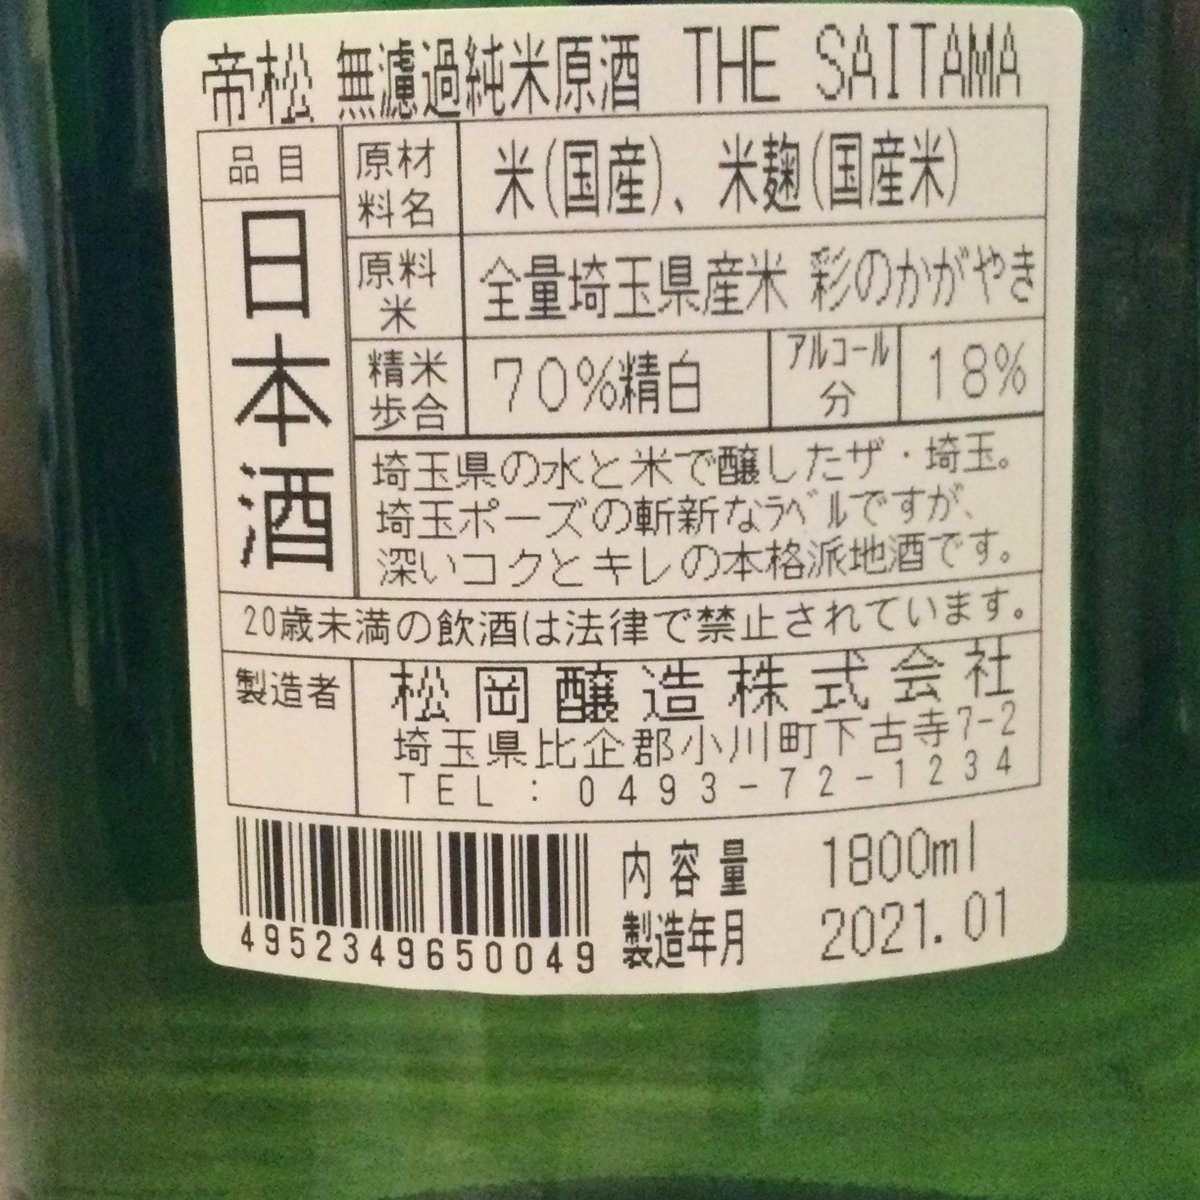 帝松 無濾過純米原酒 THE SAITAMA
品目
日本酒
原材料名
米(国産)、米麹(国産米)
原料米
全量埼玉県産米 彩のかがやき
精米歩合
70%精白
アルコール分
18%
埼玉県の水と米で醸したザ・埼玉。
埼玉ポーズの斬新なラベルですが、
深いコクとキレの本格派地酒です。
20歳未満の飲酒は法律で禁止されています。
製造者
松岡醸造株式会社
埼玉県比企郡小川町下古寺7-2
TEL:0493-72-1234
4952349650049
内容量 1800ml
製造年月 2021.01